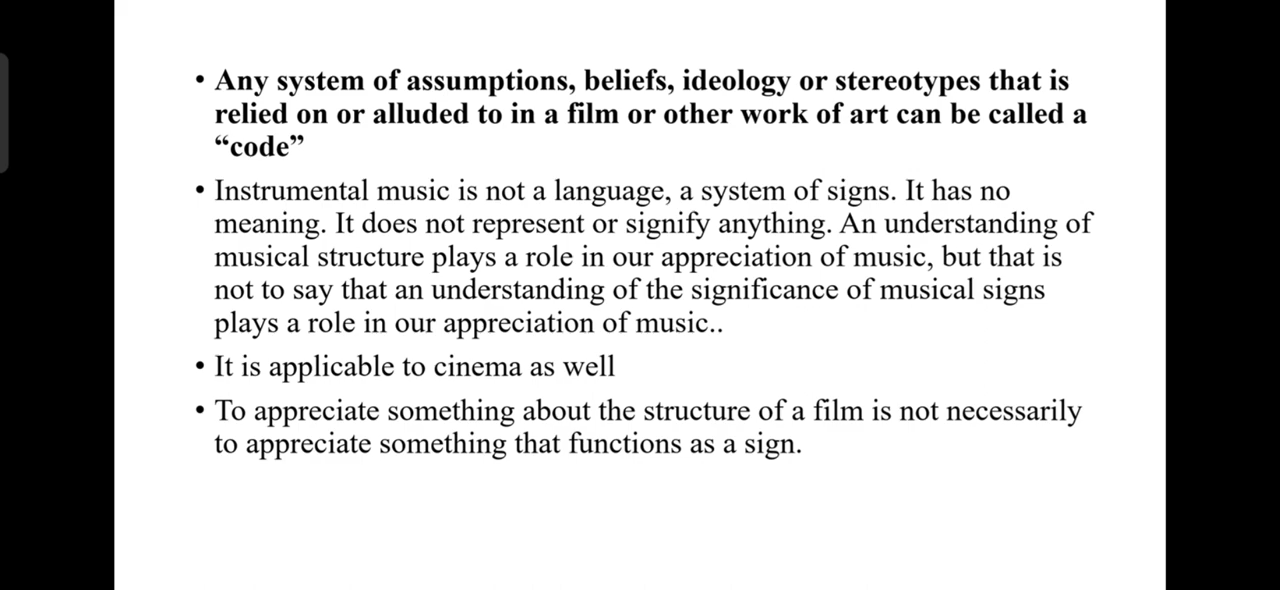 • Any system of assumptions, beliefs, ideology or stereotypes that is
relied on or alluded to in a film or other work of art can be called a
“code”
• Instrumental music is not a language, a system of signs. It has no
meaning. It does not represent or signify anything. An understanding of
musical structure plays a role in our appreciation of music, but that is
not to say that an understanding of the significance of musical signs
plays a role in our appreciation of music..
• It is applicable to cinema as well
• To appreciate something about the structure of a film is not necessarily
to appreciate something that functions as a sign.